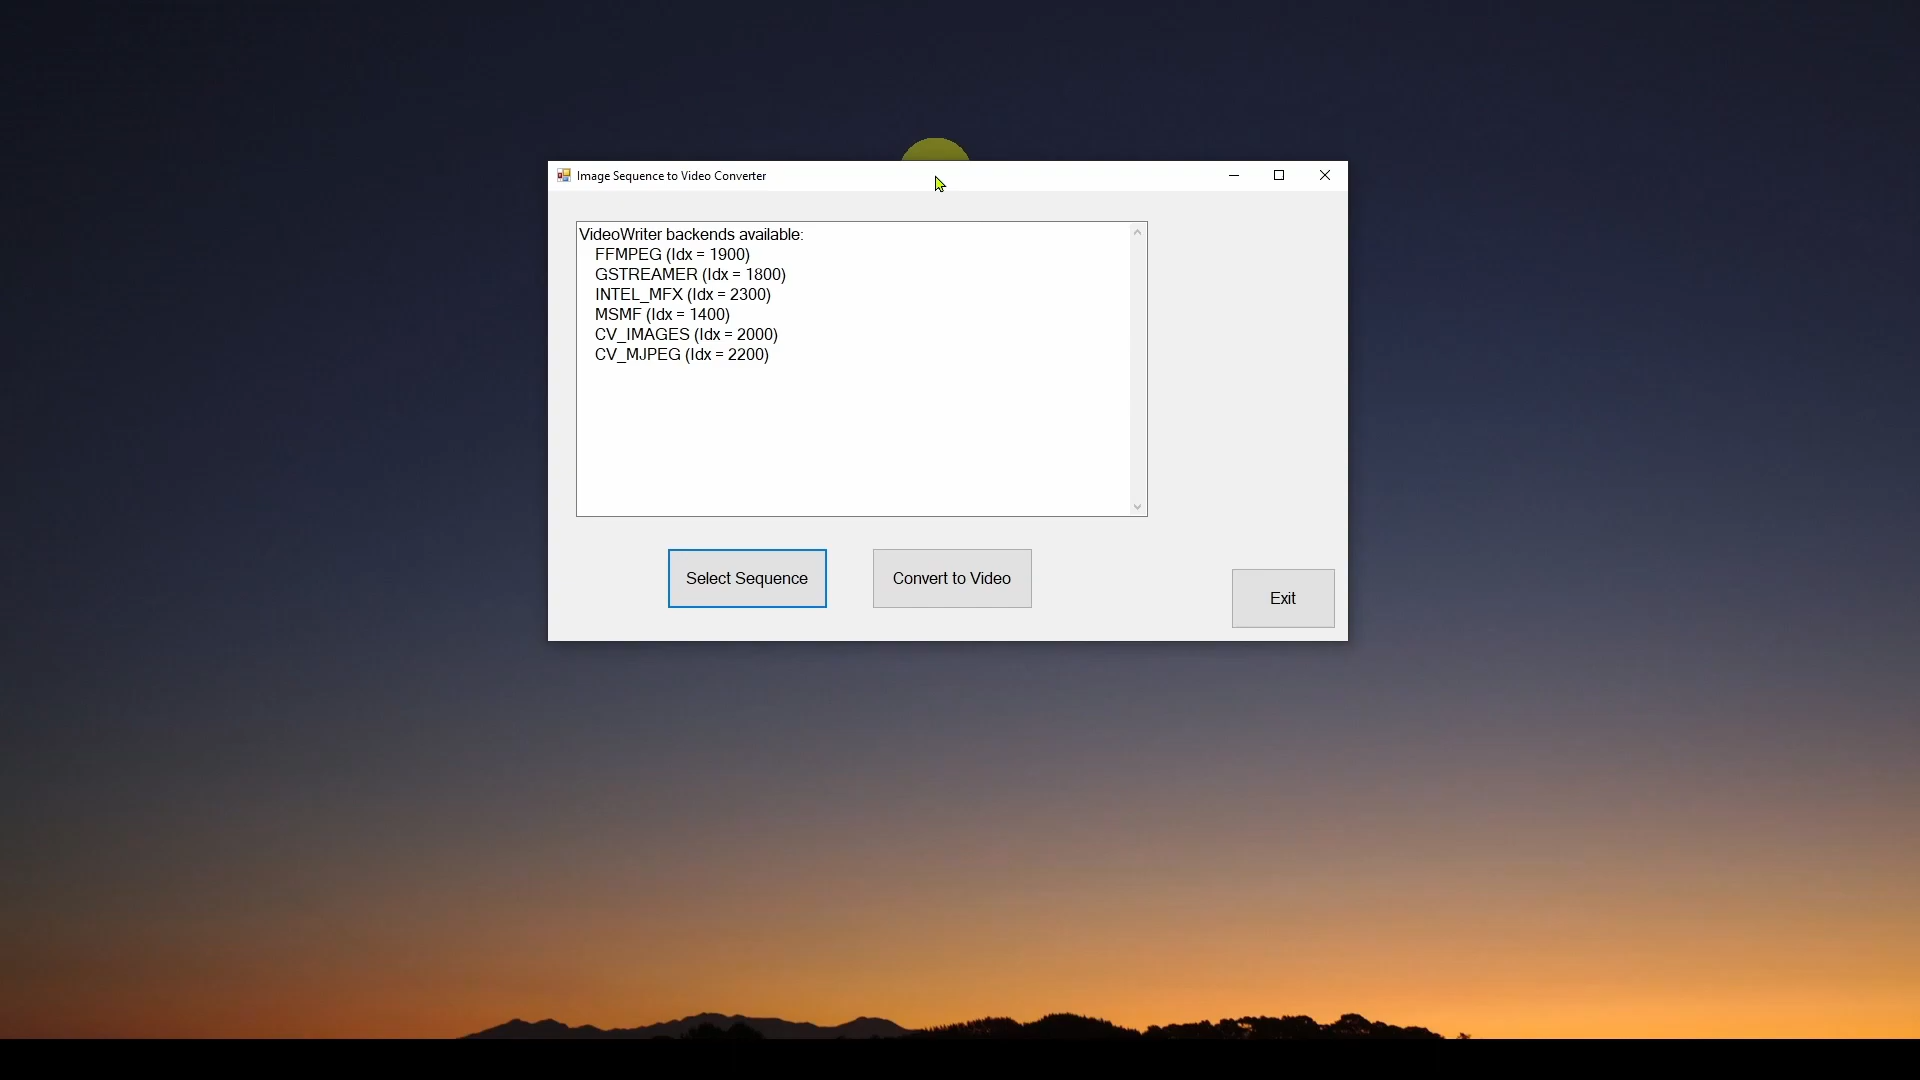 Image Sequence to Video Converter
VideoWriter backends available:
FFMPEG (Idx = 1900)
GSTREAMER (Idx = 1800)
INTEL_MFX (Idx = 2300)
MSMF (Idx = 1400)
CV_IMAGES (Idx = 2000)
CV_MJPEG (Idx = 2200)
Select Sequence
Convert to Video
Exit